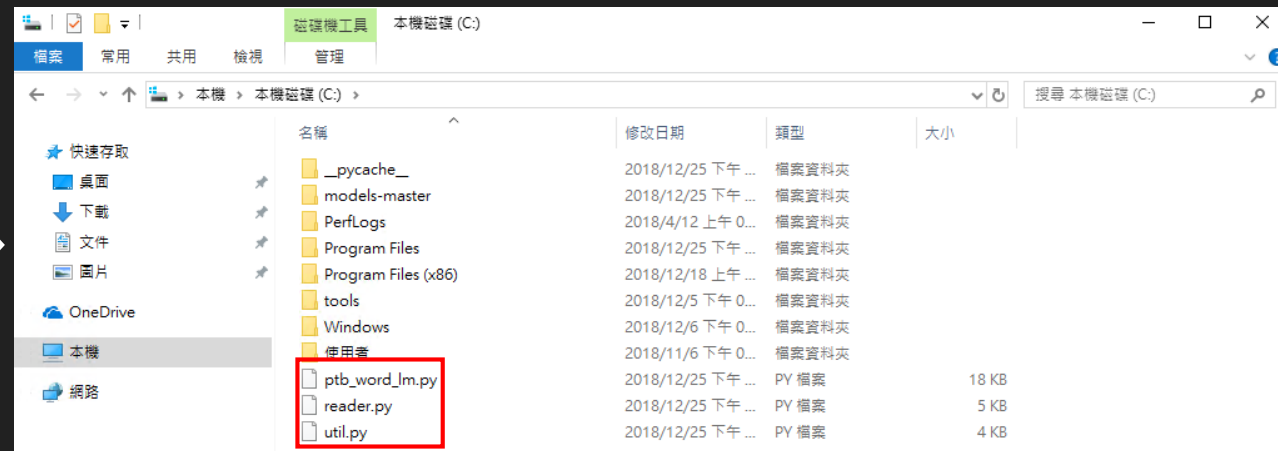 磁碟機工具 本機磁碟 (C:)
檔案 常用 共用 檢視 管理
本機 本機磁碟 (C:) 搜尋 本機磁碟 (C:)
名稱 修改日期 類型 大小
快速存取
桌面
下載
文件
圖片
OneDrive
本機
網路
__pycache__ 2018/12/25 下午 ... 檔案資料夾
models-master 2018/12/25 下午 ... 檔案資料夾
PerfLogs 2018/4/12 上午 0... 檔案資料夾
Program Files 2018/12/25 下午 ... 檔案資料夾
Program Files (x86) 2018/12/18 上午 ... 檔案資料夾
tools 2018/12/5 下午 0... 檔案資料夾
Windows 2018/12/6 下午 0... 檔案資料夾
使用者 2018/11/6 下午 0... 檔案資料夾
ptb_word_lm.py 2018/12/25 下午 ... PY 檔案 18 KB
reader.py 2018/12/25 下午 ... PY 檔案 5 KB
util.py 2018/12/25 下午 ... PY 檔案 4 KB